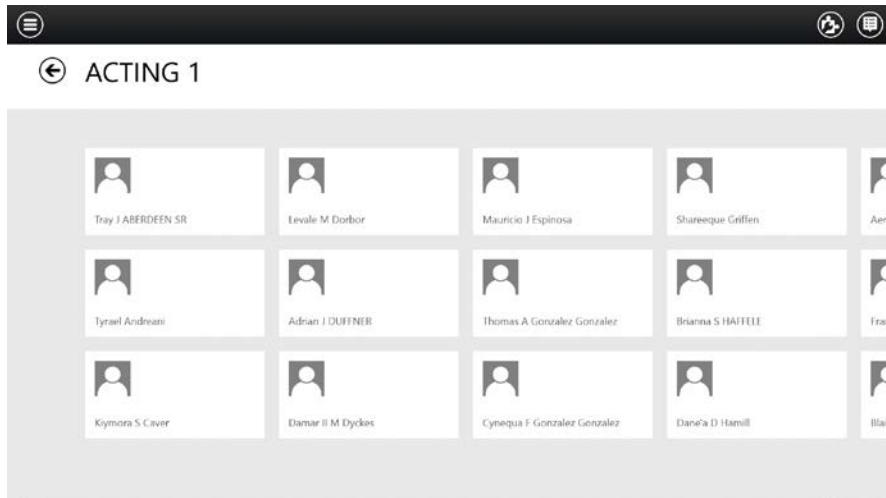 ACTING 1
Tray J ABERDEEN SR
Levale M Dorbor
Mauricio J Espinosa
Shareeque Griffen
Tyrael Andreani
Adrian J DUFFNER
Thomas A Gonzalez Gonzalez
Brianna S HAFFELE
Kiymora S Caver
Damar II M Dyckes
Cynequa F Gonzalez Gonzalez
Dane'a D Hamill